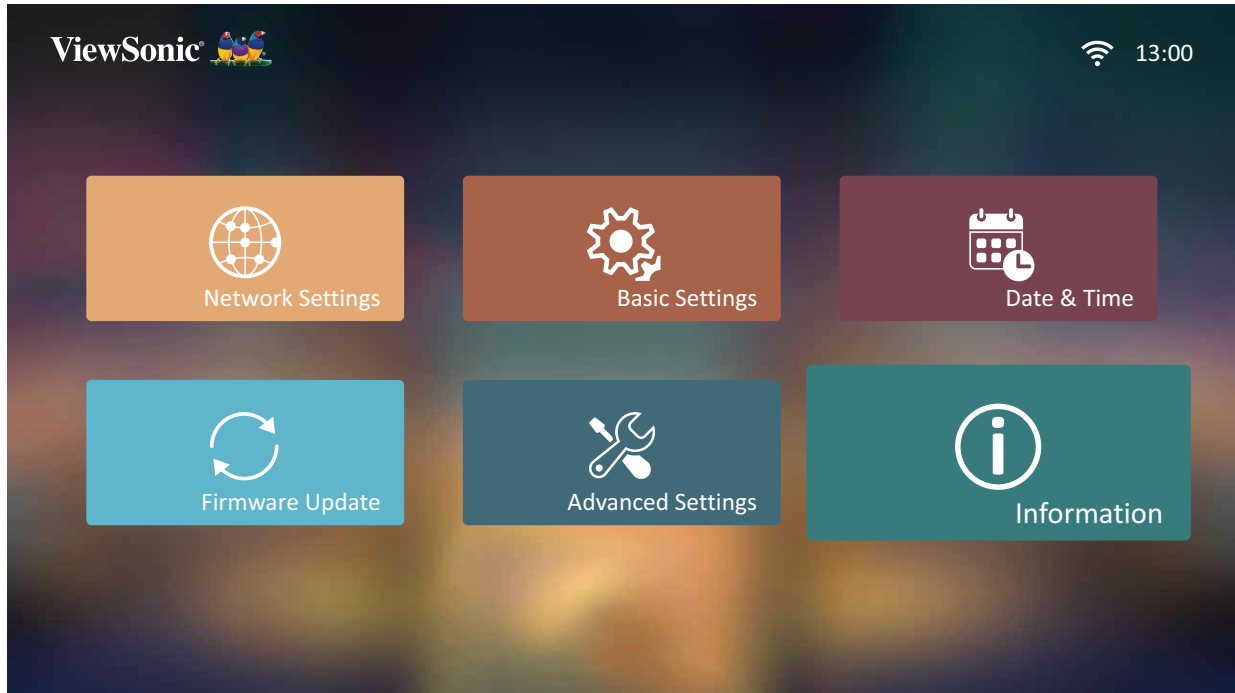 ViewSonic®
13:00
Network Settings
Basic Settings
Date & Time
Firmware Update
Advanced Settings
Information